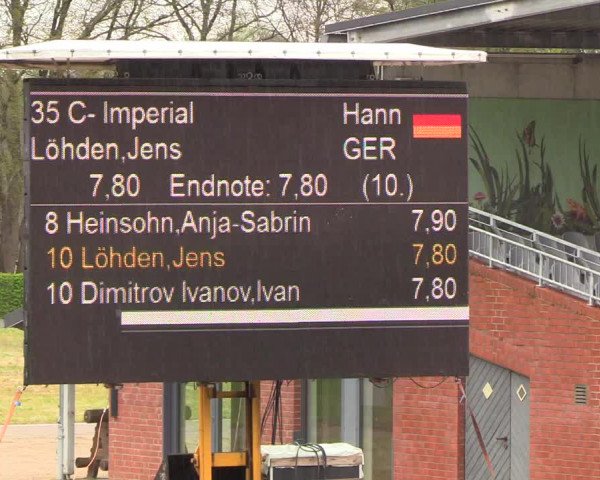 35 C- Imperial Hann
Löhden,Jens GER
7,80 Endnote: 7,80 (10.)
8 Heinsohn,Anja-Sabrin 7,90
10 Löhden,Jens 7,80
10 Dimitrov Ivanov,Ivan 7,80